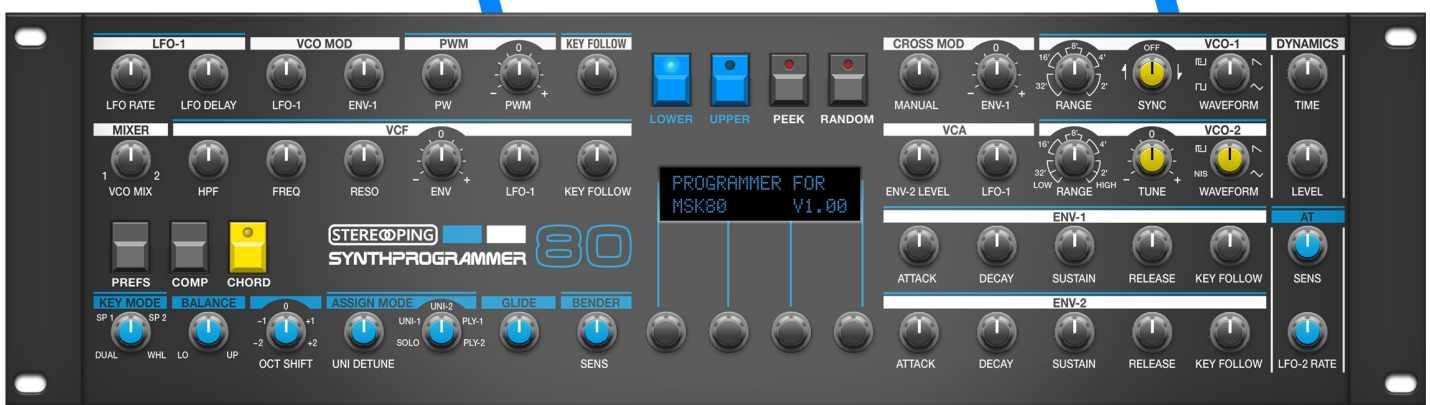 LFO-1 VCO MOD PWM KEY FOLLOW
0
LFO RATE LFO DELAY LFO-1 ENV-1 PW - PWM +
MIXER VCF
0
1 VCO MIX 2 HPF FREQ RESO - ENV + LFO-1 KEY FOLLOW
PREFS COMP CHORD
STEREOPING
SYNTHPROGRAMMER 80
KEY MODE BALANCE ASSIGN MODE GLIDE BENDER
SP 1 SP 2 0 UNI-2
-1 +1 UNI-1 PLY-1
-2 +2 SOLO PLY-2
DUAL WHL LO UP
OCT SHIFT UNI DETUNE SENS
LOWER UPPER PEEK RANDOM
PROGRAMMER FOR
MSK80 V1.00
CROSS MOD VCO-1 DYNAMICS
0 8' OFF
16' 4'
32' 2'
MANUAL - ENV-1 + RANGE SYNC WAVEFORM TIME
VCA VCO-2
8' 0
16' 4'
32' 2' NIS
LOW HIGH - +
ENV-2 LEVEL LFO-1 RANGE TUNE WAVEFORM LEVEL
ENV-1 AT
ATTACK DECAY SUSTAIN RELEASE KEY FOLLOW SENS
ENV-2
ATTACK DECAY SUSTAIN RELEASE KEY FOLLOW LFO-2 RATE